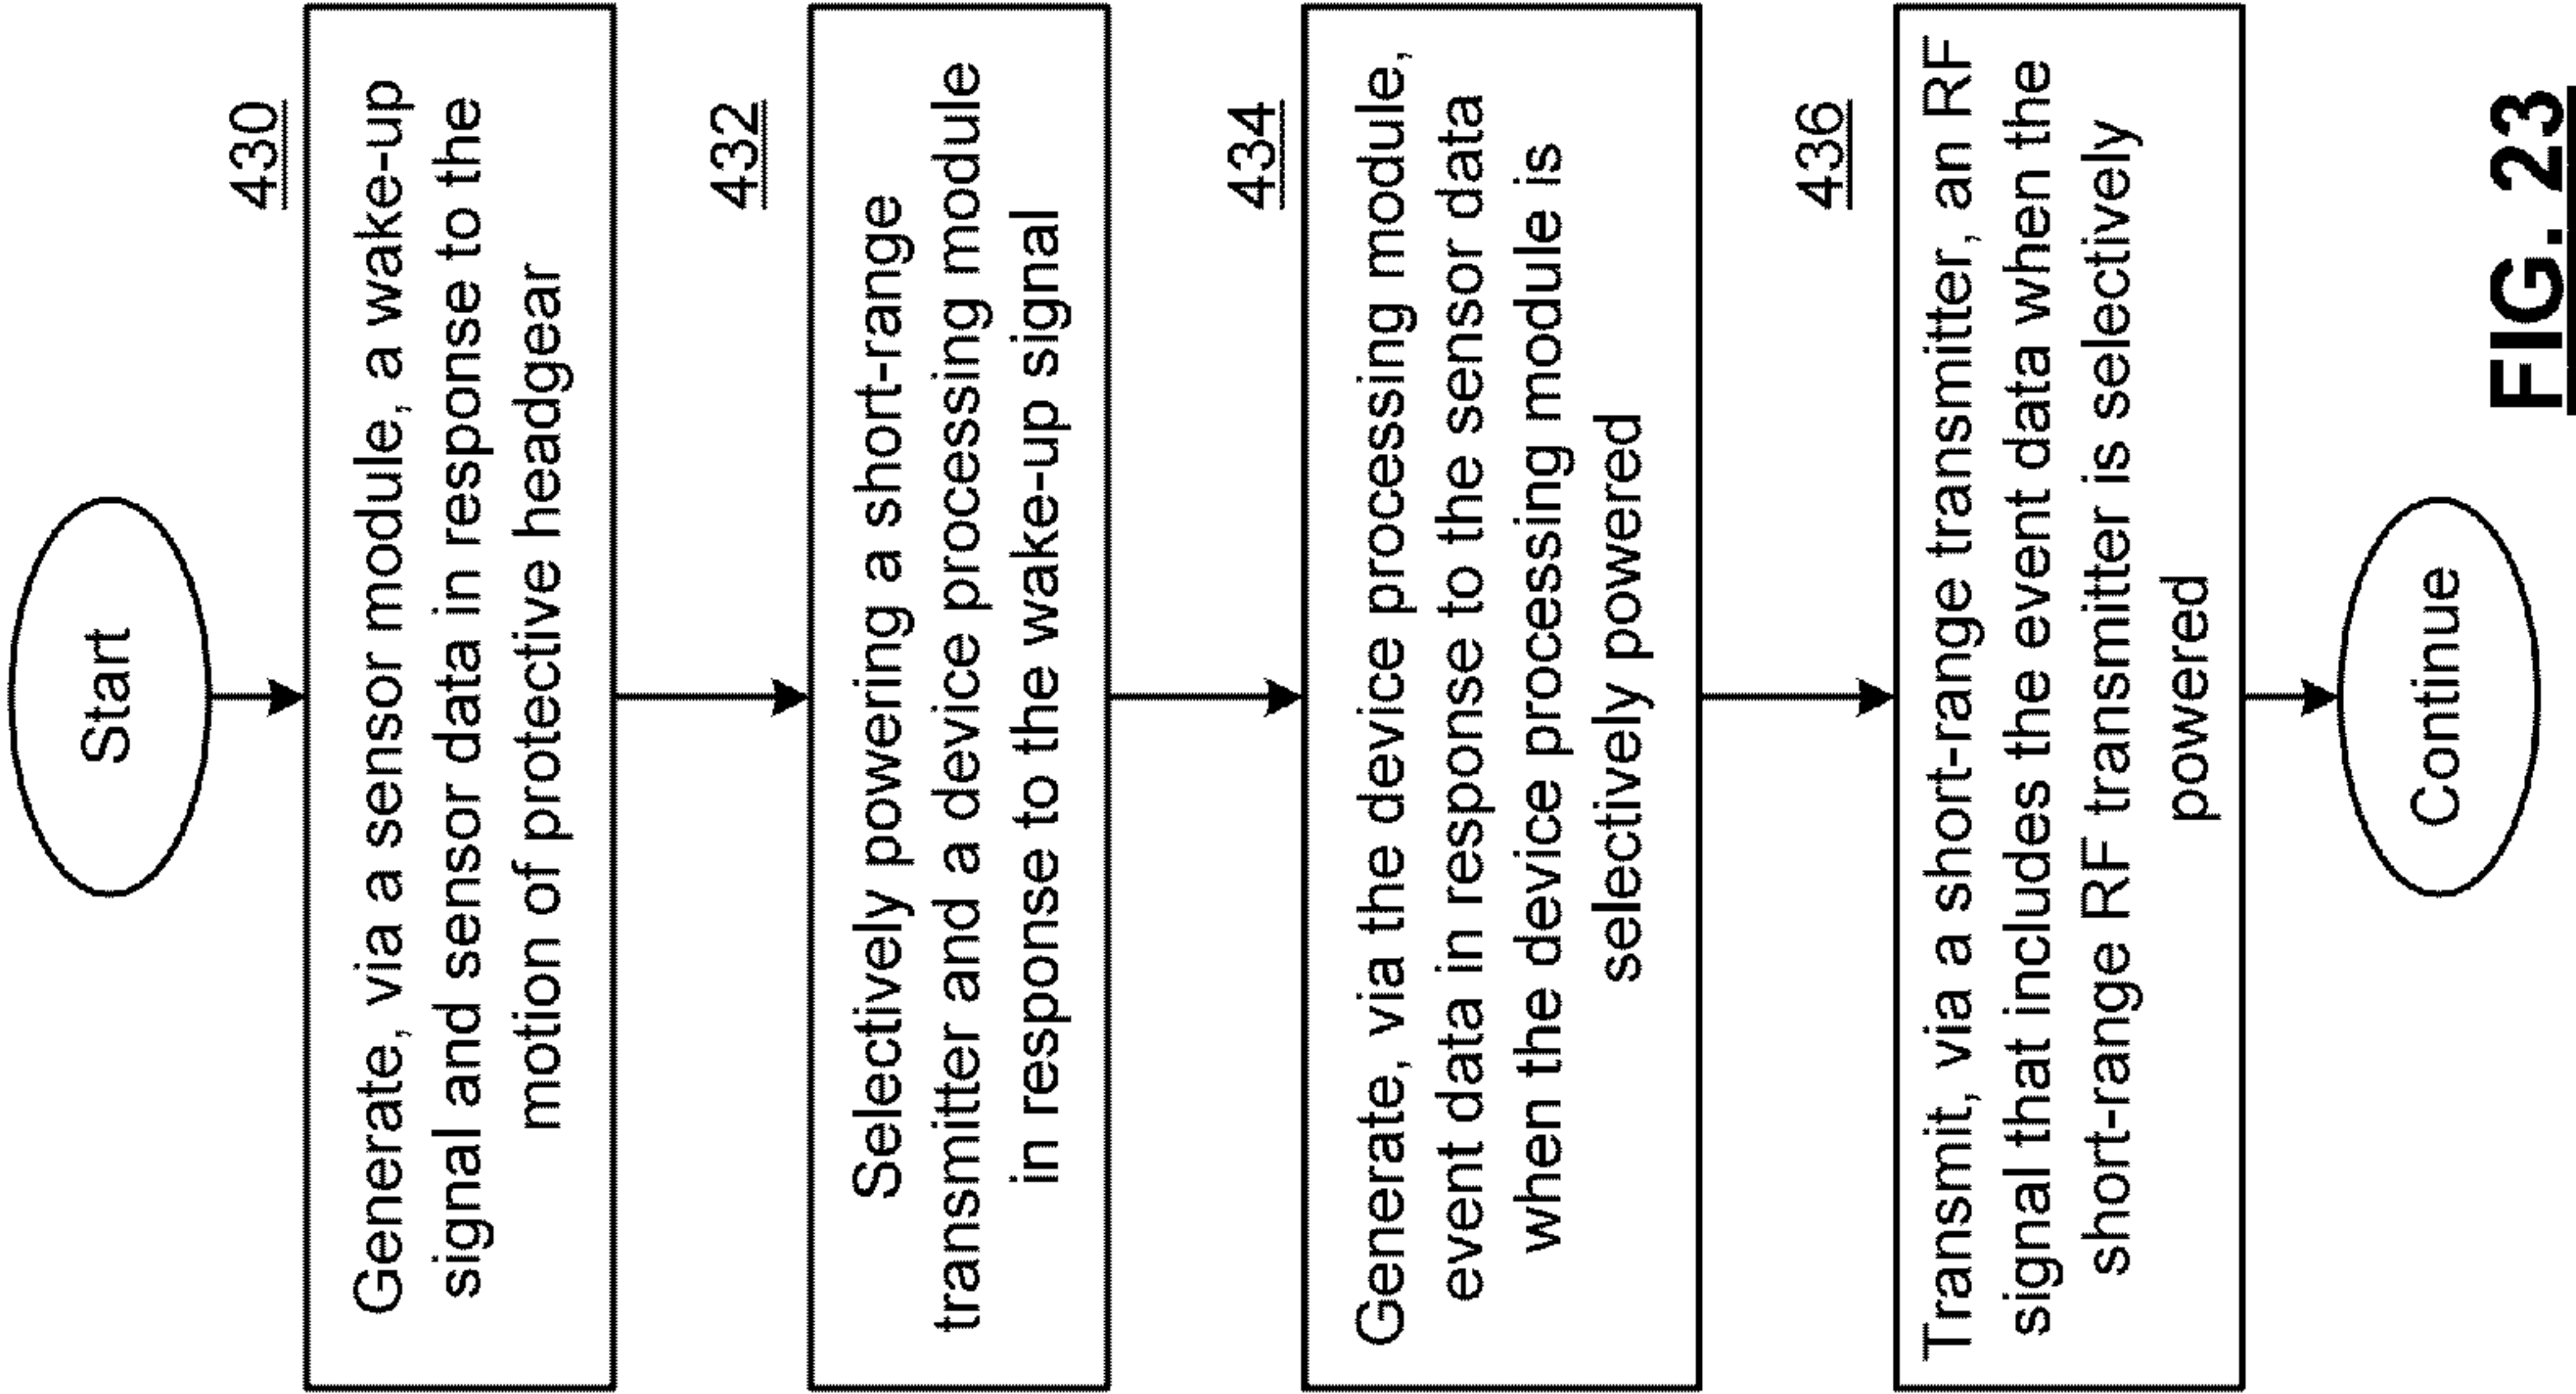 Start
430
Generate, via a sensor module, a wake-up
signal and sensor data in response to the
motion of protective headgear
432
Selectively powering a short-range
transmitter and a device processing module
in response to the wake-up signal
434
Generate, via the device processing module,
event data in response to the sensor data
when the device processing module is
selectively powered
436
Transmit, via a short-range transmitter, an RF
signal that includes the event data when the
short-range RF transmitter is selectively
powered
Continue
FIG. 23